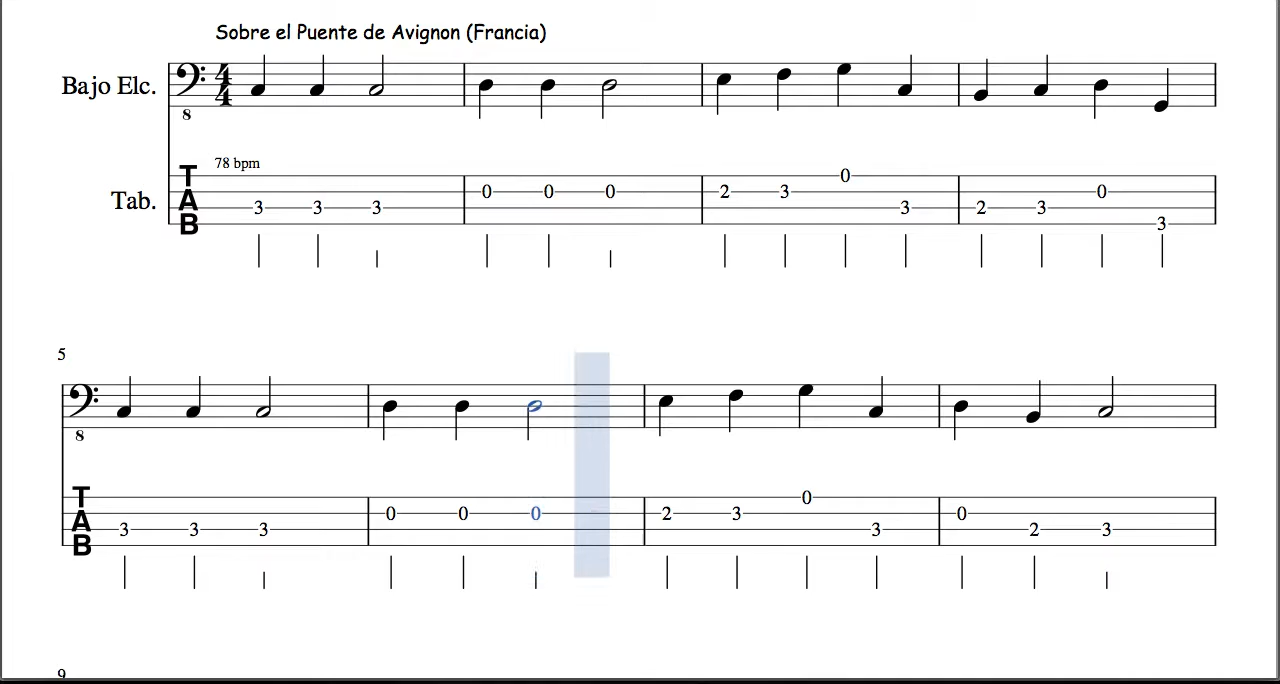 Sobre el Puente de Avignon (Francia)
Bajo Elc.
4
4
8
78 bpm
Tab.
T
A
B
0
0 0 0 2 3 0
3 3 3 3 2 3
3
5
8
T
A
B
0
0 0 0 2 3 0
3 3 3 3 2 3
9